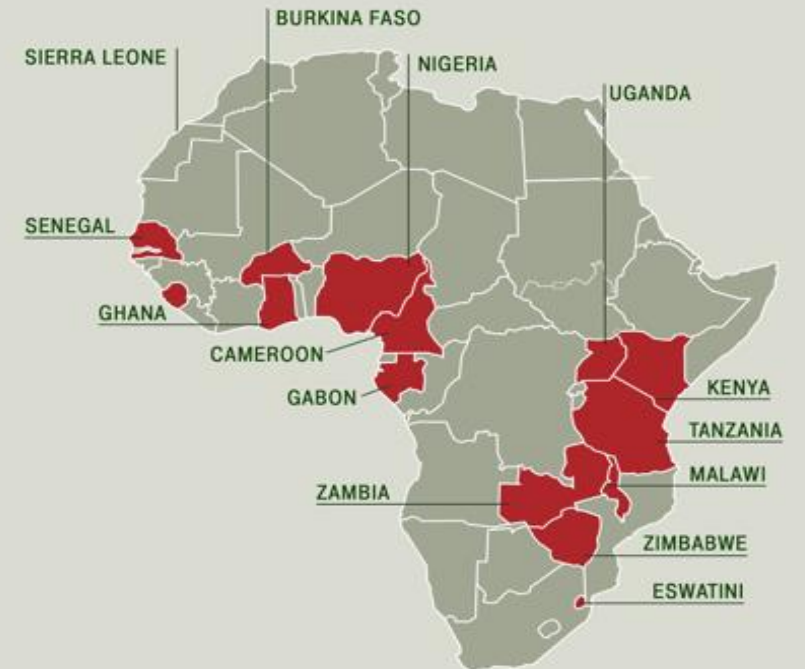 BURKINA FASO
SIERRA LEONE
NIGERIA
UGANDA
SENEGAL
GHANA
CAMEROON
GABON
KENYA
TANZANIA
MALAWI
ZAMBIA
ZIMBABWE
ESWATINI